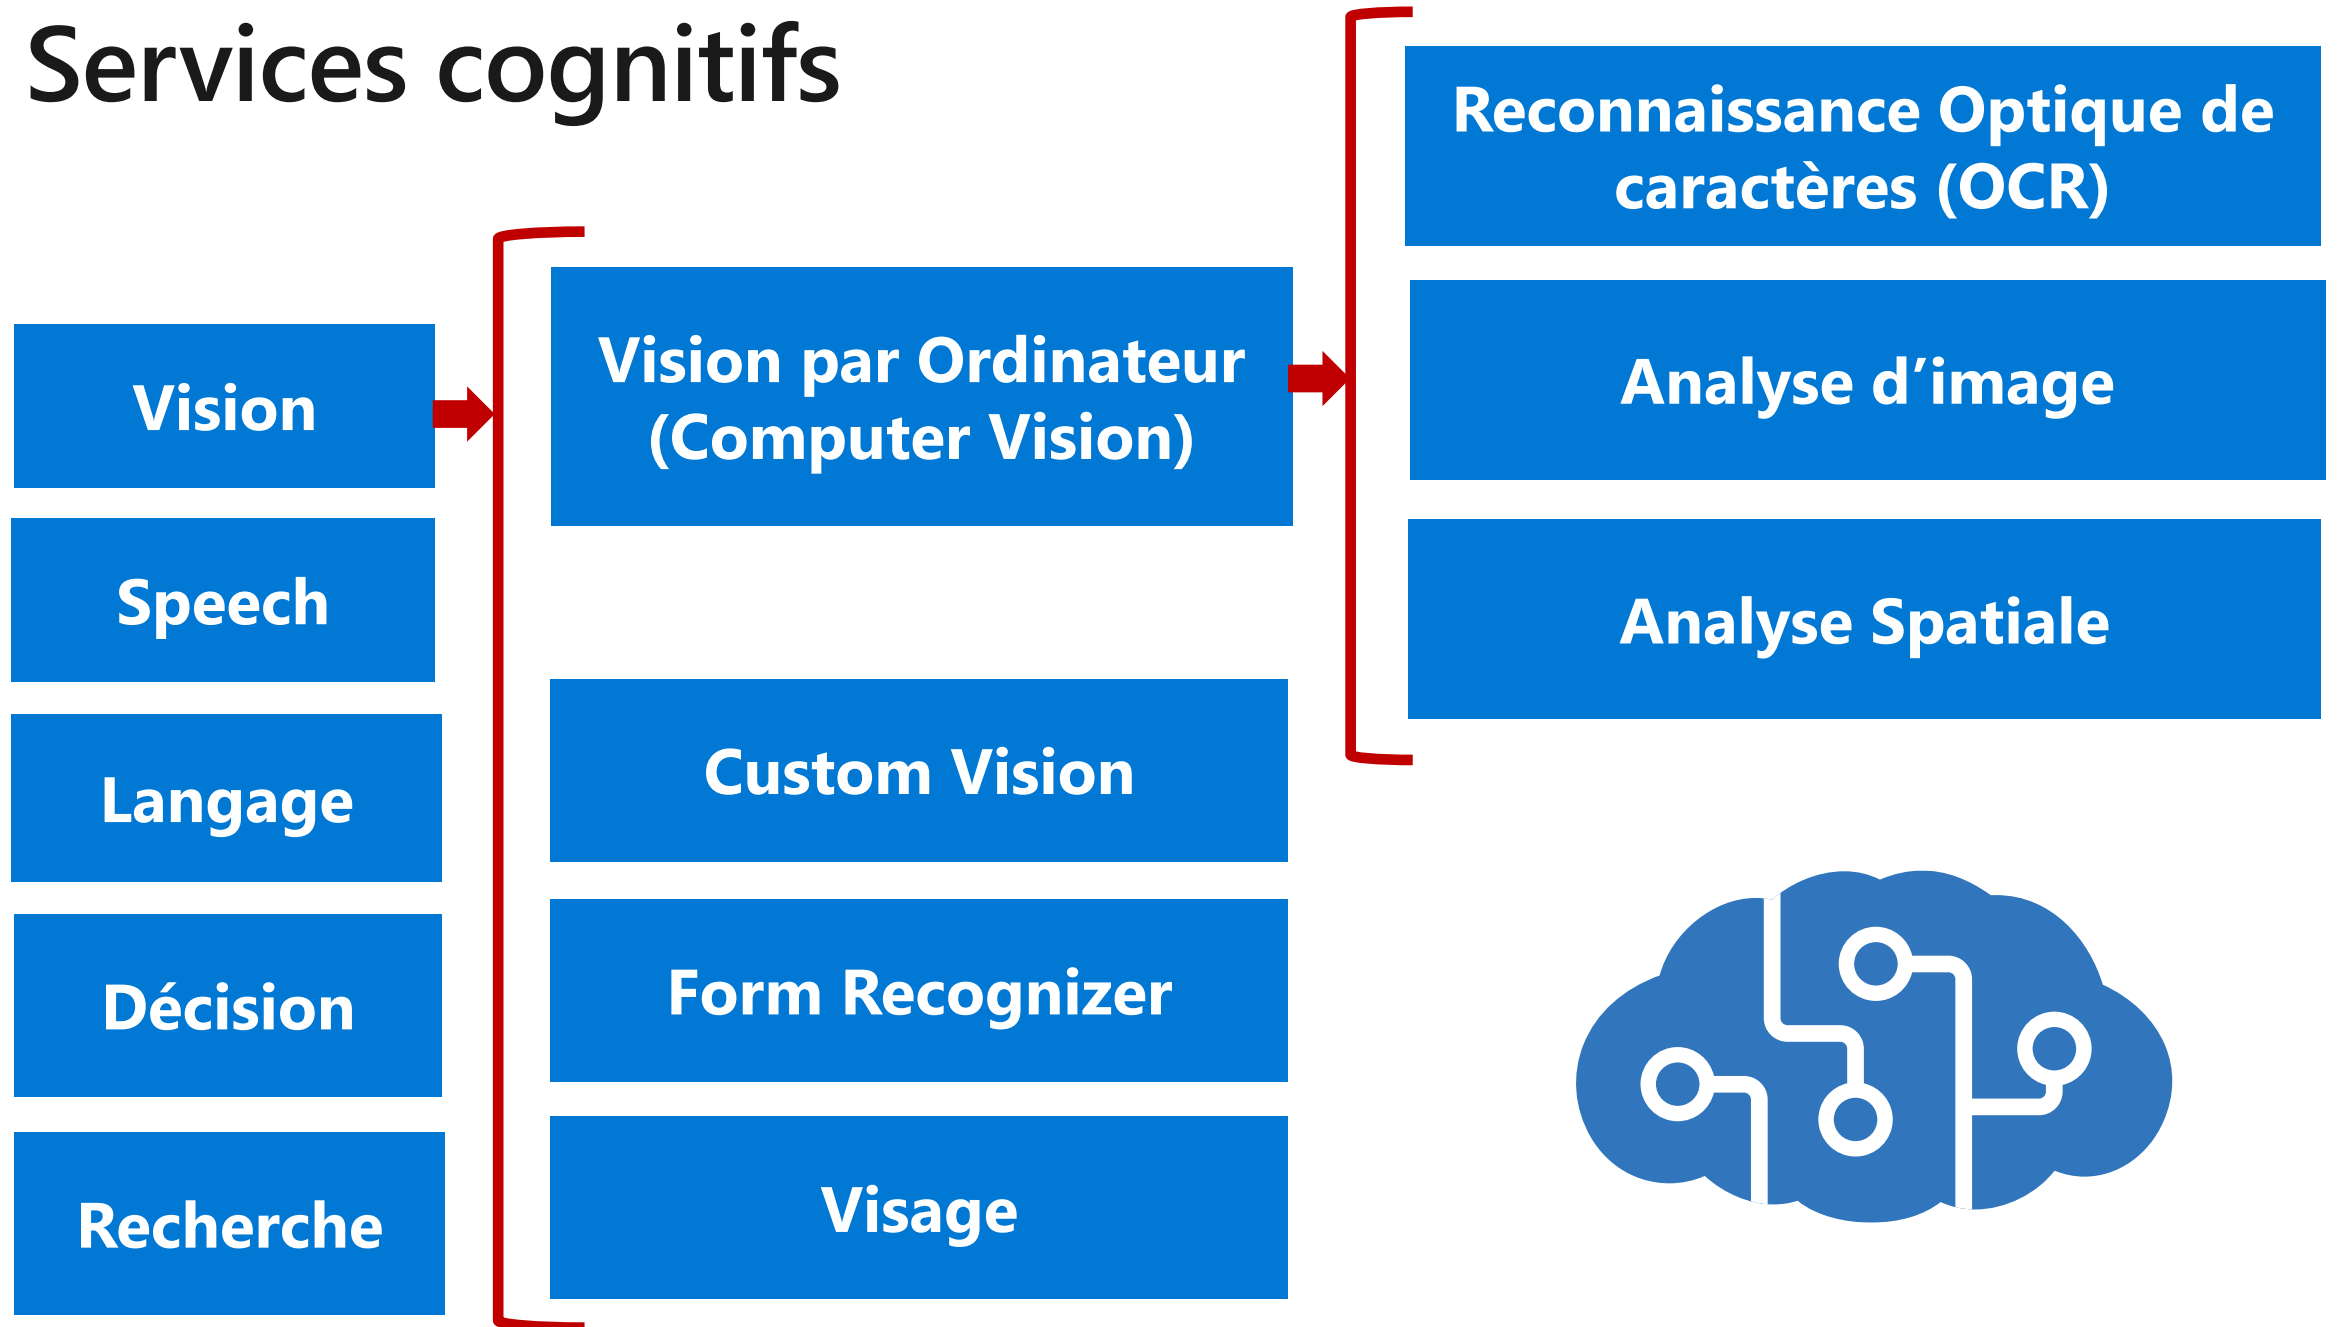 Services cognitifs
Vision
Speech
Langage
Décision
Recherche
Vision par Ordinateur
(Computer Vision)
Custom Vision
Form Recognizer
Visage
Reconnaissance Optique de
caractères (OCR)
Analyse d’image
Analyse Spatiale